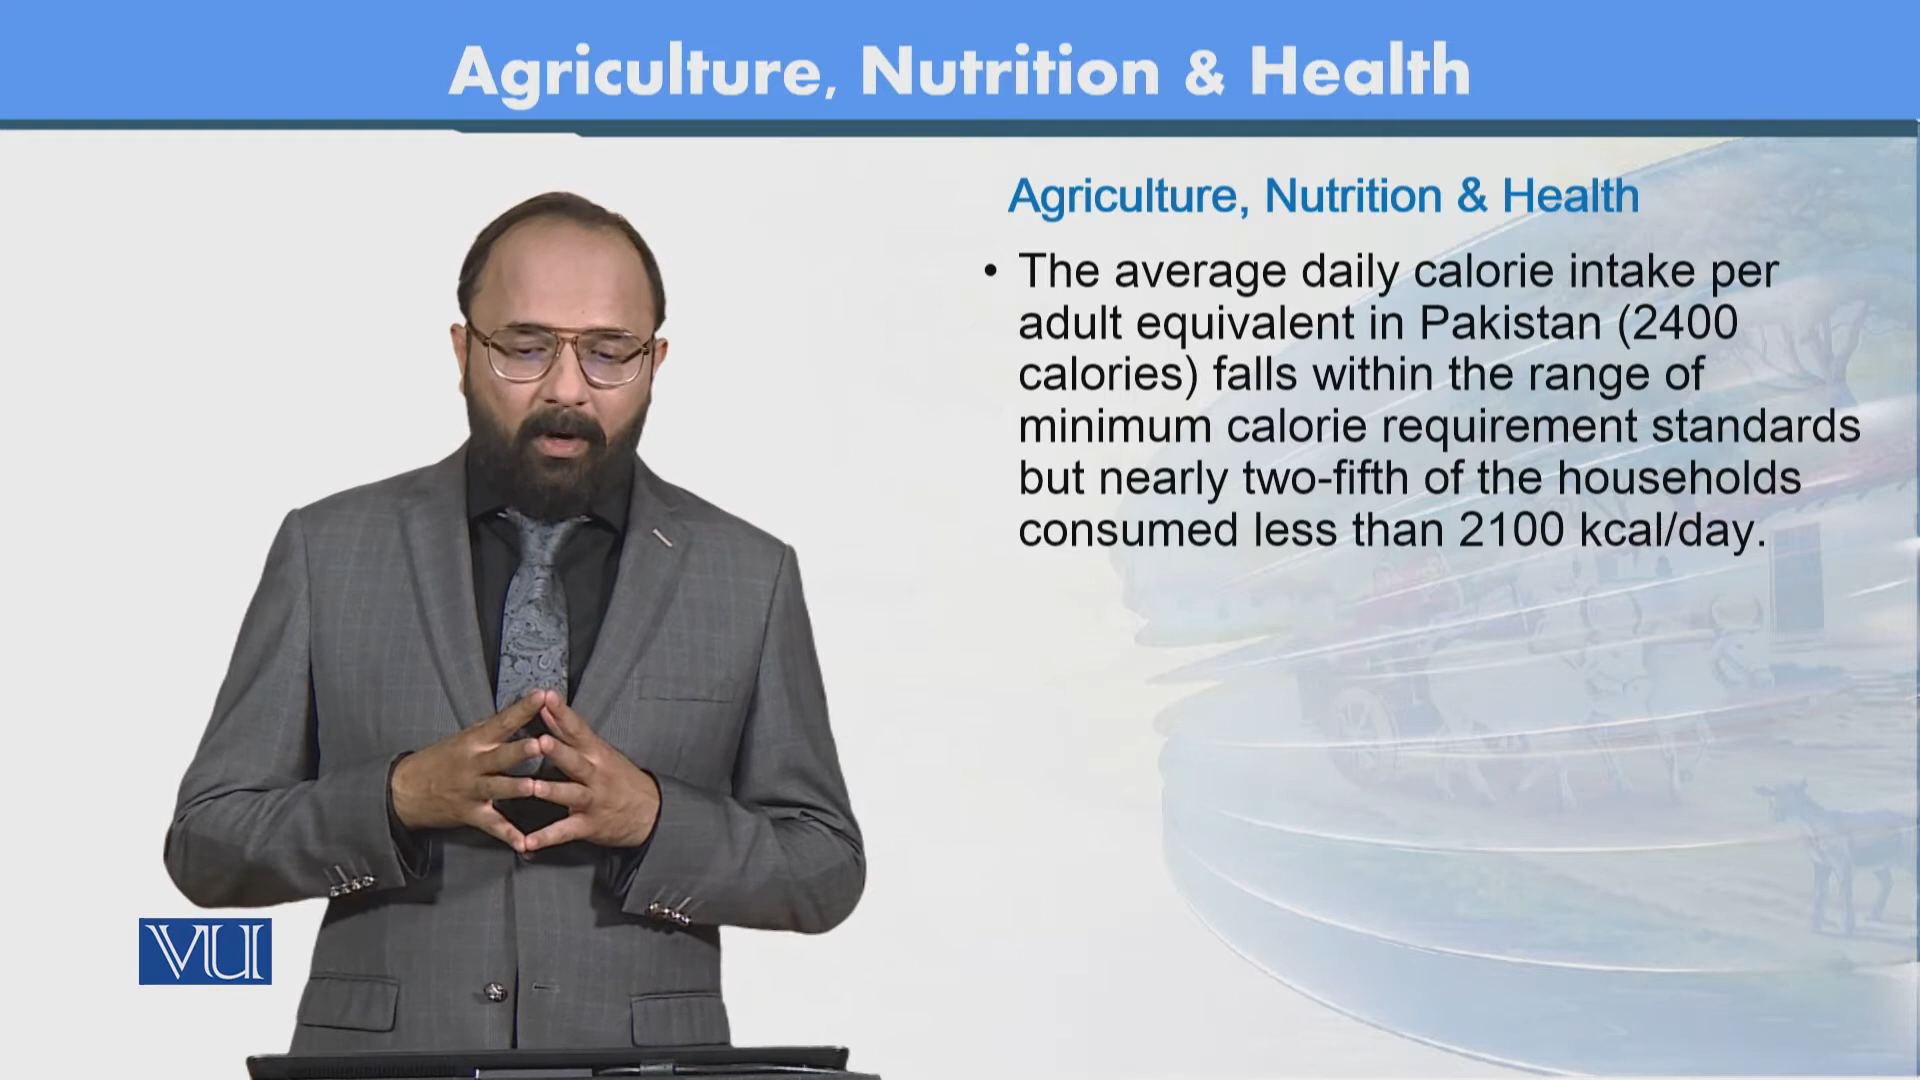 Agriculture, Nutrition & Health
Agriculture, Nutrition & Health
• The average daily calorie intake per
adult equivalent in Pakistan (2400
calories) falls within the range of
minimum calorie requirement standards
but nearly two-fifth of the households
consumed less than 2100 kcal/day.
VU